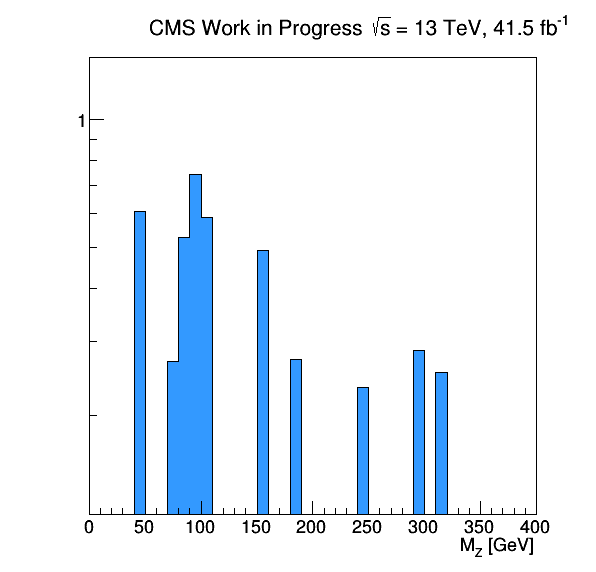 CMS Work in Progress √s = 13 TeV, 41.5 fb⁻¹
1
0 50 100 150 200 250 300 350 400
M_Z [GeV]